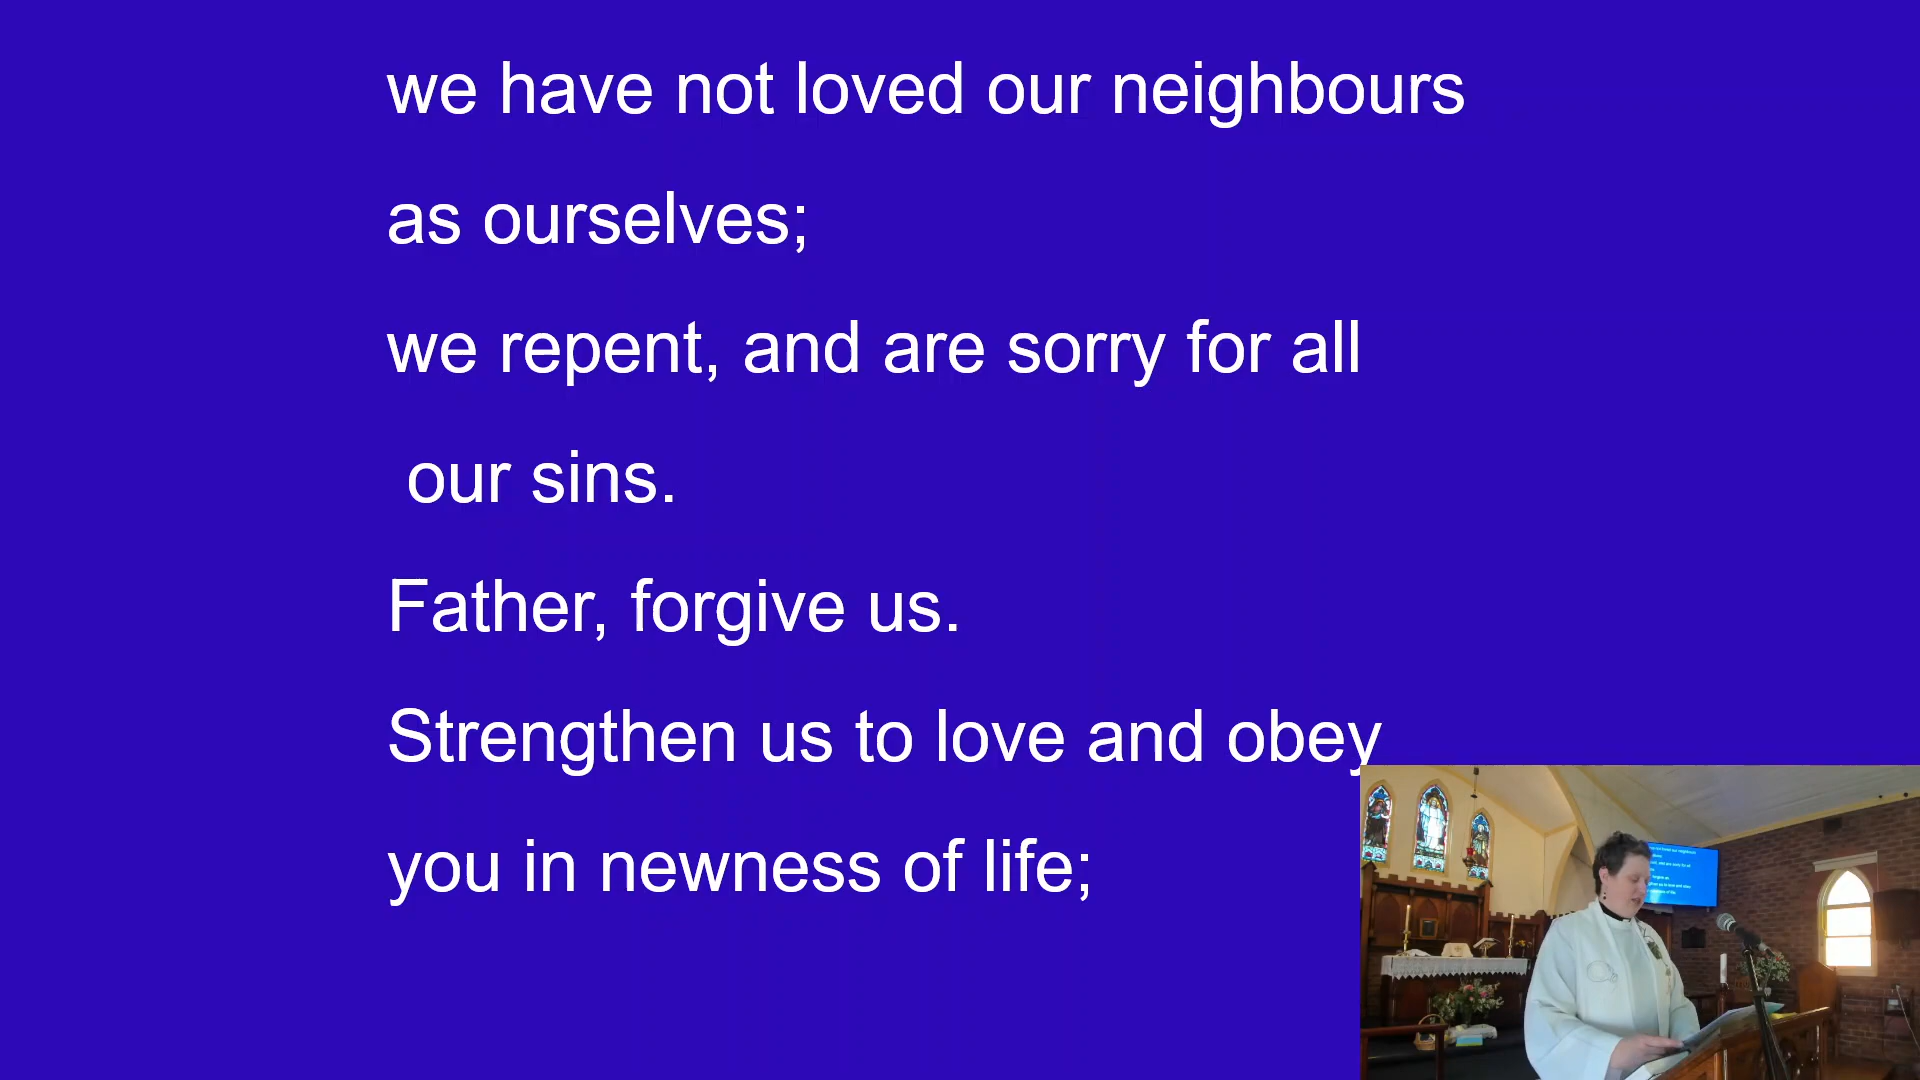 we have not loved our neighbours
as ourselves;
we repent, and are sorry for all
our sins.
Father, forgive us.
Strengthen us to love and obey
you in newness of life;